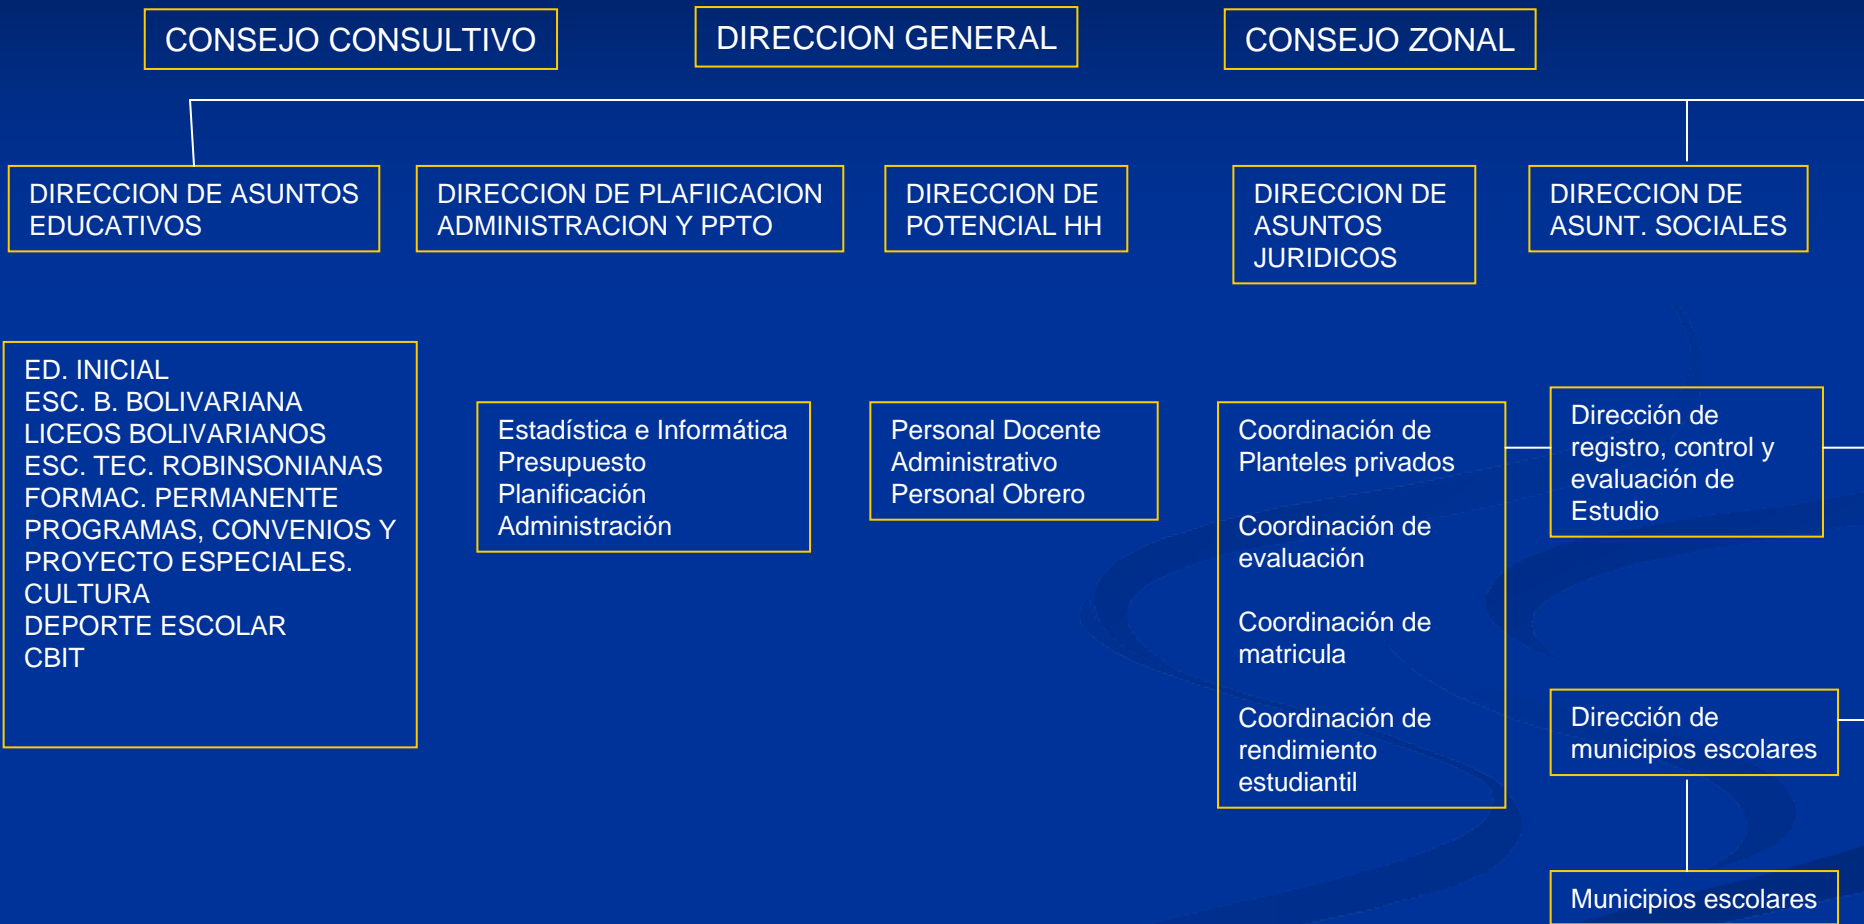 CONSEJO CONSULTIVO
DIRECCION GENERAL
CONSEJO ZONAL
DIRECCION DE ASUNTOS
EDUCATIVOS
DIRECCION DE PLAFIICACION
ADMINISTRACION Y PPTO
DIRECCION DE
POTENCIAL HH
DIRECCION DE
ASUNTOS
JURIDICOS
DIRECCION DE
ASUNT. SOCIALES
ED. INICIAL
ESC. B. BOLIVARIANA
LICEOS BOLIVARIANOS
ESC. TEC. ROBINSONIANAS
FORMAC. PERMANENTE
PROGRAMAS, CONVENIOS Y
PROYECTO ESPECIALES.
CULTURA
DEPORTE ESCOLAR
CBIT
Estadística e Informática
Presupuesto
Planificación
Administración
Personal Docente
Administrativo
Personal Obrero
Coordinación de
Planteles privados
Coordinación de
evaluación
Coordinación de
matricula
Coordinación de
rendimiento
estudiantil
Dirección de
registro, control y
evaluación de
Estudio
Dirección de
municipios escolares
Municipios escolares